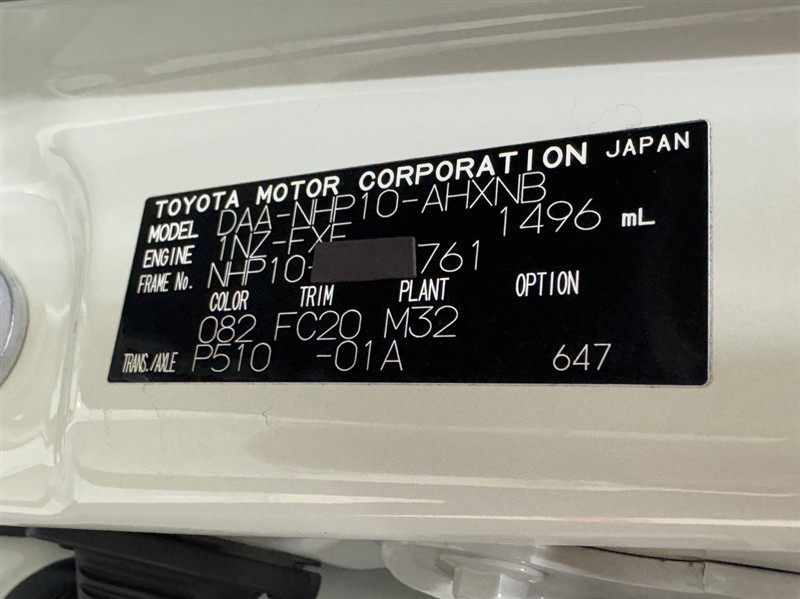 TOYOTA MOTOR CORPORATION JAPAN
MODEL DAA-NHP10-AHXNB
ENGINE 1NZ-FXE 1496 mL
FRAME No. NHP10- 761
COLOR TRIM PLANT OPTION
082 FC20 M32
TRANS./AXLE P510 -01A 647